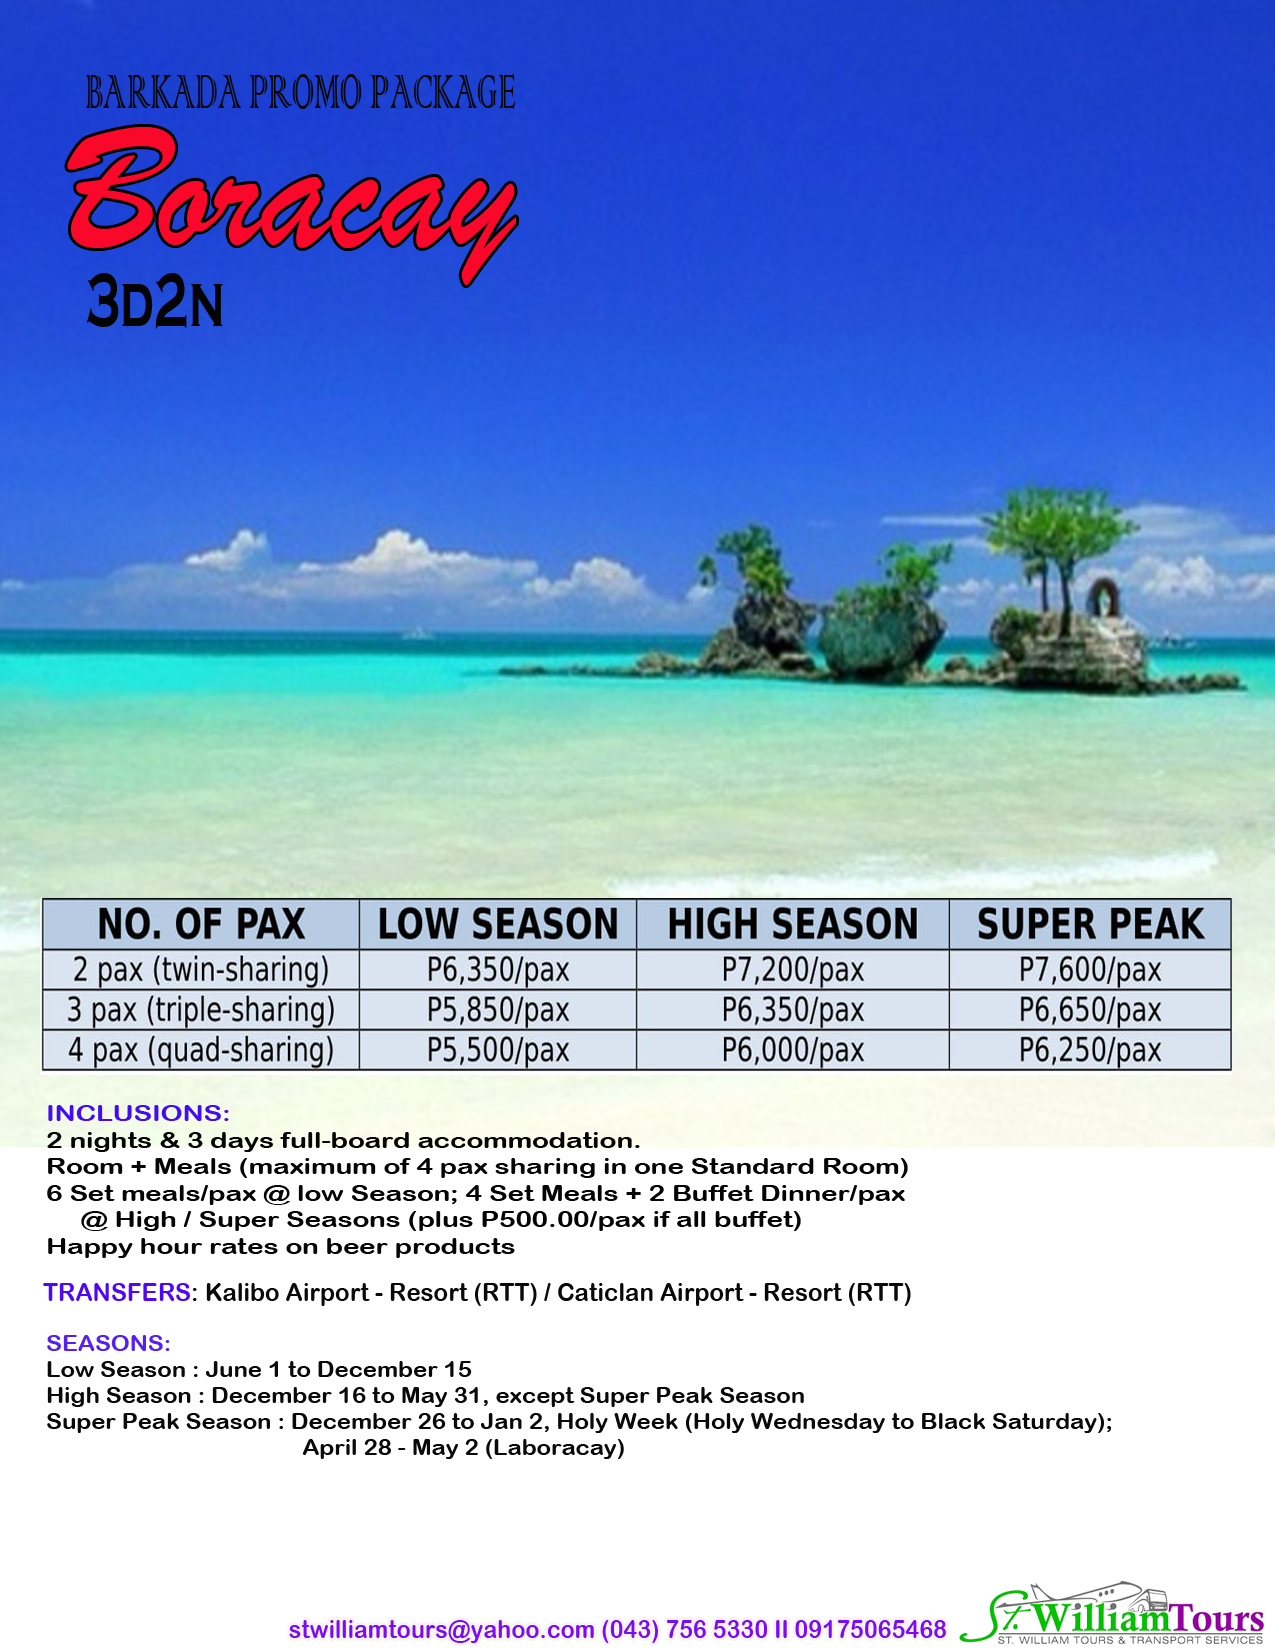 BARKADA PROMO PACKAGE
Boracay
3D2N
NO. OF PAX LOW SEASON HIGH SEASON SUPER PEAK
2 pax (twin-sharing) P6,350/pax P7,200/pax P7,600/pax
3 pax (triple-sharing) P5,850/pax P6,350/pax P6,650/pax
4 pax (quad-sharing) P5,500/pax P6,000/pax P6,250/pax
INCLUSIONS:
2 nights & 3 days full-board accommodation.
Room + Meals (maximum of 4 pax sharing in one Standard Room)
6 Set meals/pax @ low Season; 4 Set Meals + 2 Buffet Dinner/pax
@ High / Super Seasons (plus P500.00/pax if all buffet)
Happy hour rates on beer products
TRANSFERS: Kalibo Airport - Resort (RTT) / Caticlan Airport - Resort (RTT)
SEASONS:
Low Season : June 1 to December 15
High Season : December 16 to May 31, except Super Peak Season
Super Peak Season : December 26 to Jan 2, Holy Week (Holy Wednesday to Black Saturday);
April 28 - May 2 (Laboracay)
stwilliamtours@yahoo.com (043) 756 5330 II 09175065468
St. WilliamTours
ST. WILLIAM TOURS & TRANSPORT SERVICES